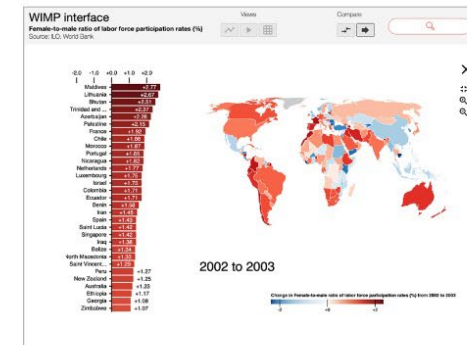 WIMP interface
Female-to-male ratio of labor force participation rates (%)
Source: ILO, World Bank
Views
Compare
-2.0 -1.0 +0.0 +1.0 +2.0
Maldives +2.77
Lithuania +2.67
Bhutan +2.51
Trinidad and ... +2.37
Azerbaijan +2.26
Palestine +2.15
France +1.92
Chile +1.88
Morocco +1.87
Portugal +1.85
Nicaragua +1.82
Netherlands +1.77
Luxembourg +1.75
Israel +1.73
Colombia +1.71
Ecuador +1.71
Benin +1.58
Iran +1.45
Spain +1.43
Saint Lucia +1.42
Singapore +1.42
Iraq +1.38
Belize +1.34
North Macedonia +1.33
Saint Vincent... +1.29
Peru +1.27
New Zealand +1.25
Australia +1.23
Ethiopia +1.17
Georgia +1.08
Zimbabwe +1.07
2002 to 2003
Change in Female-to-male ratio of labor force participation rates (%) from 2002 to 2003
-2 +0 +2